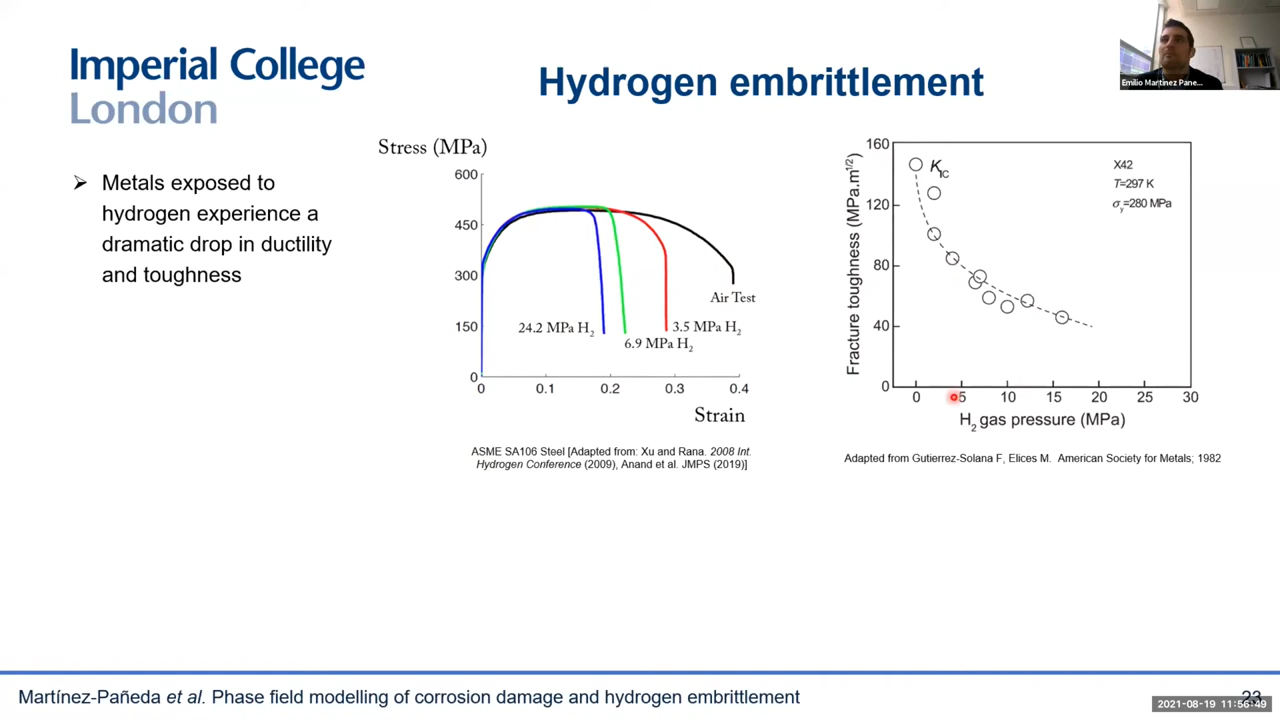 Imperial College
London
Hydrogen embrittlement
Emilio Martínez Pane...
➢ Metals exposed to
hydrogen experience a
dramatic drop in ductility
and toughness
Stress (MPa)
600
450
300
150
0
0 0.1 0.2 0.3 0.4
Strain
Air Test
24.2 MPa H2
3.5 MPa H2
6.9 MPa H2
ASME SA106 Steel [Adapted from: Xu and Rana. 2008 Int.
Hydrogen Conference (2009), Anand et al. JMPS (2019)]
Fracture toughness (MPa.m1/2)
160
120
80
40
0
0 5 10 15 20 25 30
H2 gas pressure (MPa)
KIC
X42
T=297 K
σy=280 MPa
Adapted from Gutierrez-Solana F, Elices M. American Society for Metals; 1982
Martínez-Pañeda et al. Phase field modelling of corrosion damage and hydrogen embrittlement
23
2021-08-19 11:56:49